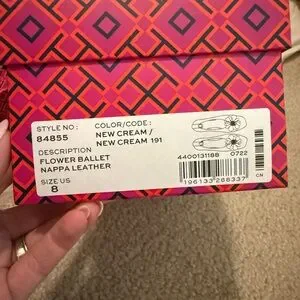 STYLE NO :
84855
COLOR/CODE :
NEW CREAM /
NEW CREAM 191
DESCRIPTION
FLOWER BALLET
NAPPA LEATHER
SIZE US
8
4400131188 0722
196133268337
CN